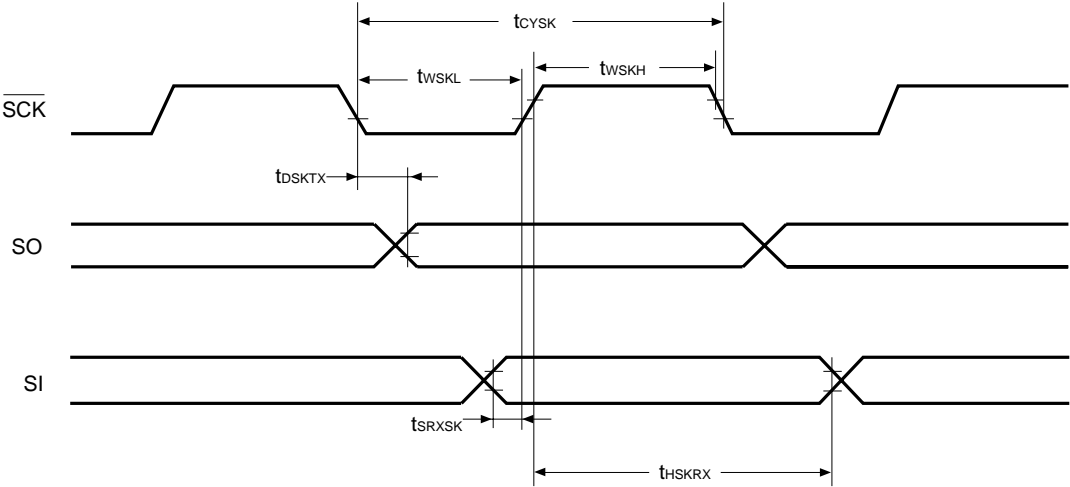 tCYSK
tWSKL
tWSKH
SCK
tDSKTX
SO
SI
tSRXSK
tHSKRX